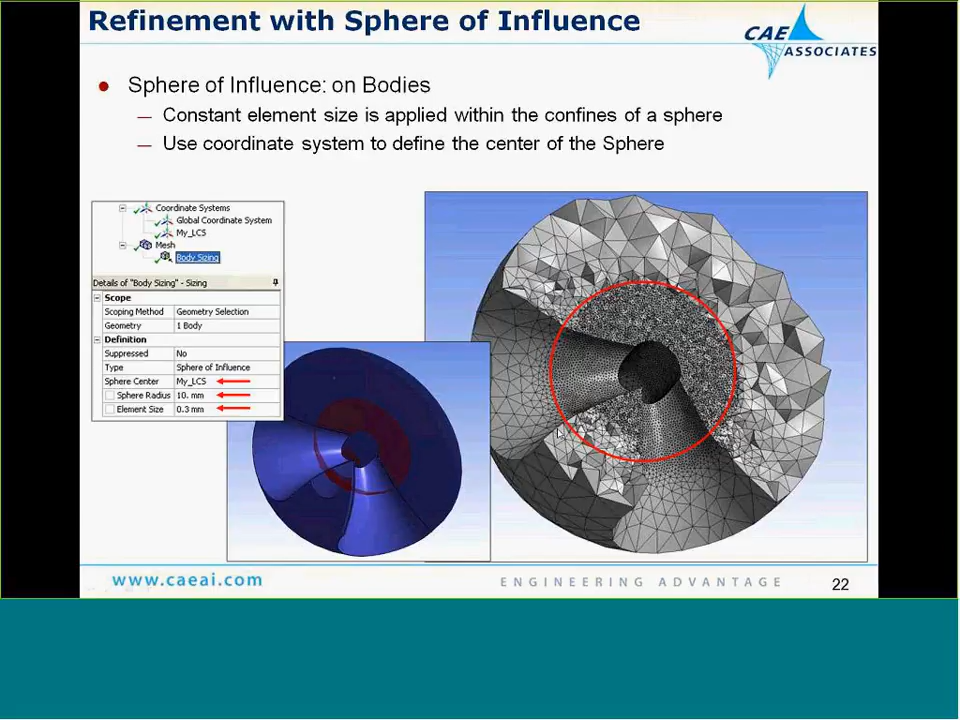 Refinement with Sphere of Influence
CAE
ASSOCIATES
Sphere of Influence: on Bodies
— Constant element size is applied within the confines of a sphere
— Use coordinate system to define the center of the Sphere
Coordinate Systems
Global Coordinate System
My_LCS
Mesh
Body Sizing
Details of "Body Sizing" - Sizing
Scope
Scoping Method Geometry Selection
Geometry 1 Body
Definition
Suppressed No
Type Sphere of Influence
Sphere Center My_LCS
Sphere Radius 10. mm
Element Size 0.3 mm
www.caeai.com
ENGINEERING ADVANTAGE
22